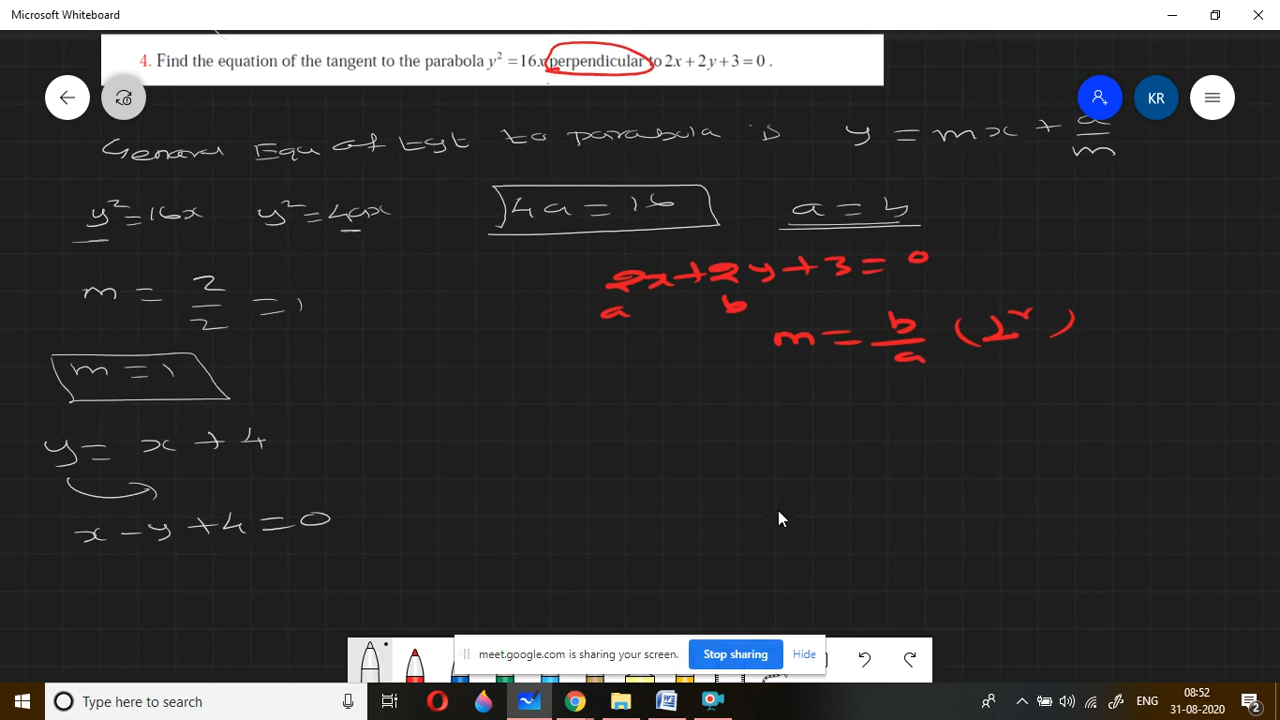 Microsoft Whiteboard
4. Find the equation of the tangent to the parabola y² = 16x perpendicular to 2x + 2y + 3 = 0 .
KR
General Equ of tgt to parabola is y = mx + a/m
y² = 16x y² = 4ax 4a = 16 a = 4
2x + 2y + 3 = 0
a b
m = 2/2 = 1
m = b/a
m = 1
y = x + 4
x - y + 4 = 0
meet.google.com is sharing your screen. Stop sharing Hide
Type here to search
ENG
08:52
31-08-2020
2